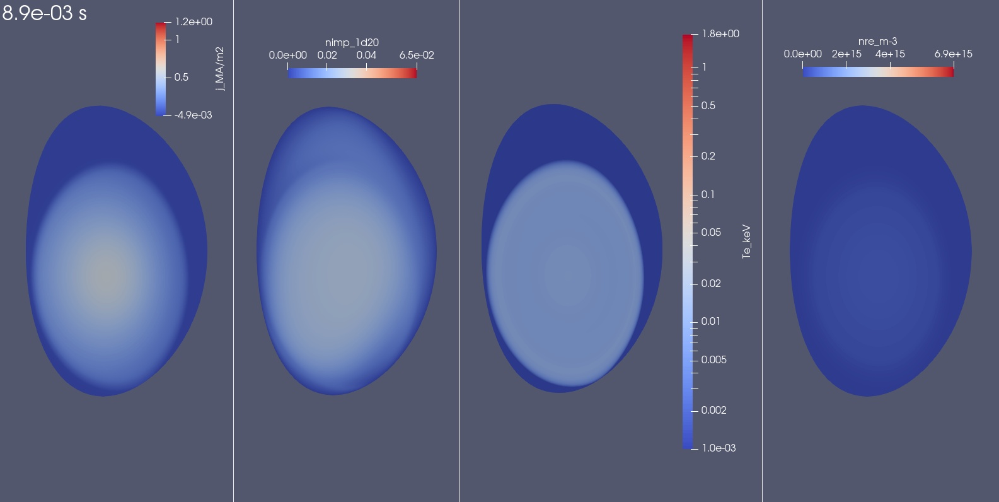 8.9e-03 s
1.2e+00
1
0.5
-4.9e-03
j_MA/m2
nimp_1d20
0.0e+00 0.02 0.04 6.5e-02
1.8e+00
1
0.5
0.2
0.1
0.05
0.02
0.01
0.005
0.002
1.0e-03
Te_keV
nre_m-3
0.0e+00 2e+15 4e+15 6.9e+15